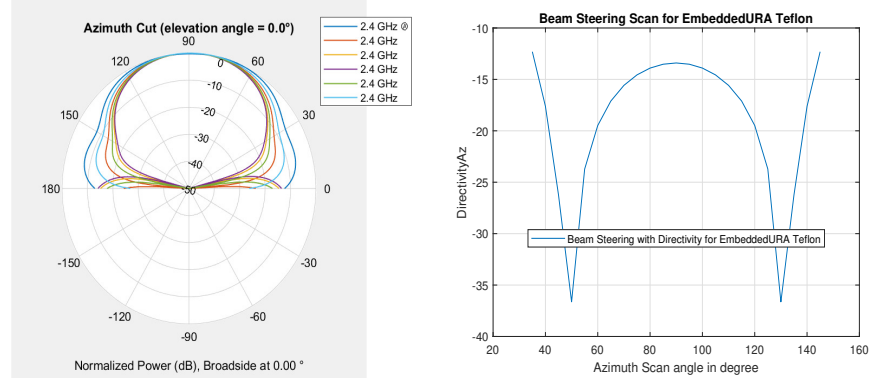 Azimuth Cut (elevation angle = 0.0°)
90
120
60
150
30
180
0
-150
-30
-120
-60
-90
0
-10
-20
-30
-40
-50
2.4 GHz
2.4 GHz
2.4 GHz
2.4 GHz
2.4 GHz
2.4 GHz
Normalized Power (dB), Broadside at 0.00 °
Beam Steering Scan for EmbeddedURA Teflon
-10
-15
-20
-25
-30
-35
-40
DirectivityAz
Beam Steering with Directivity for EmbeddedURA Teflon
20 40 60 80 100 120 140 160
Azimuth Scan angle in degree